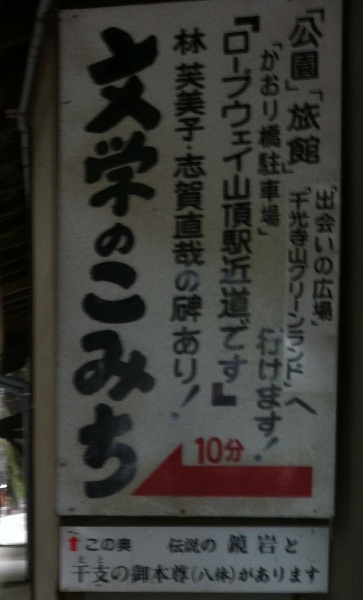 「公園」「旅館」
「出会いの広場」
「かおり橋駐車場」
「千光寺山グリーンランド」へ
行けます!
『ロープウェイ山頂駅近道です』
林 芙美子・志賀直哉の碑あり!
文学のこみち
10分
この奥 伝説の 鏡岩と
干支の御本尊(八体)があります
えと